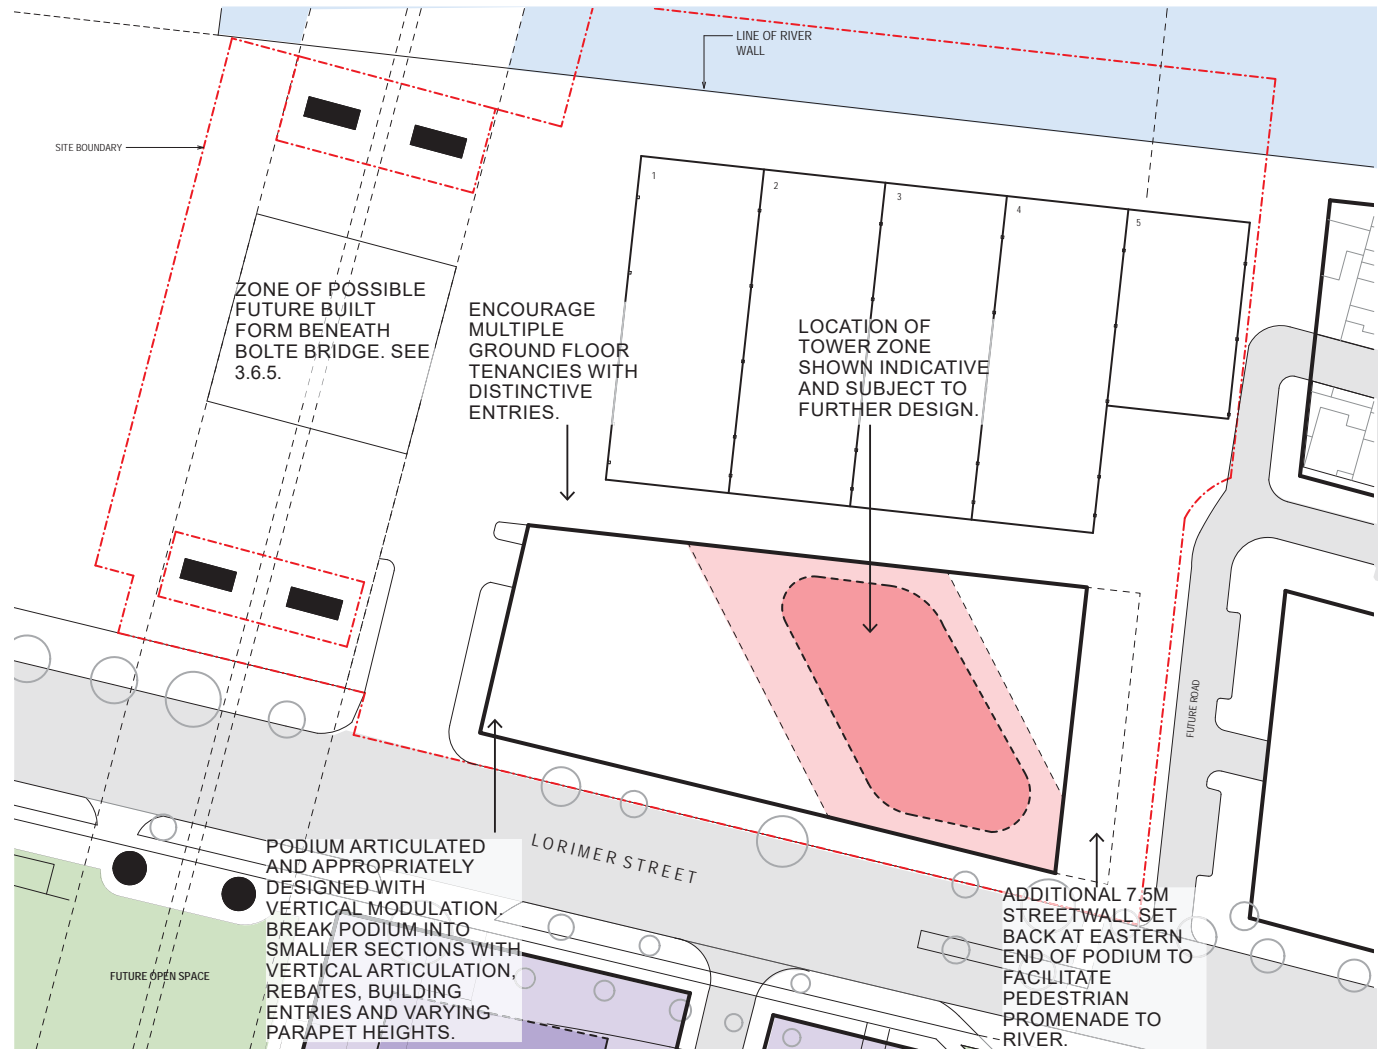 LINE OF RIVER
WALL
SITE BOUNDARY
1
2
3
4
5
ZONE OF POSSIBLE
FUTURE BUILT
FORM BENEATH
BOLTE BRIDGE. SEE
3.6.5.
ENCOURAGE
MULTIPLE
GROUND FLOOR
TENANCIES WITH
DISTINCTIVE
ENTRIES.
LOCATION OF
TOWER ZONE
SHOWN INDICATIVE
AND SUBJECT TO
FURTHER DESIGN.
FUTURE ROAD
LORIMER STREET
PODIUM ARTICULATED
AND APPROPRIATELY
DESIGNED WITH
VERTICAL MODULATION.
BREAK PODIUM INTO
SMALLER SECTIONS WITH
VERTICAL ARTICULATION,
REBATES, BUILDING
ENTRIES AND VARYING
PARAPET HEIGHTS.
ADDITIONAL 7.5M
STREETWALL SET
BACK AT EASTERN
END OF PODIUM TO
FACILITATE
PEDESTRIAN
PROMENADE TO
RIVER.
FUTURE OPEN SPACE